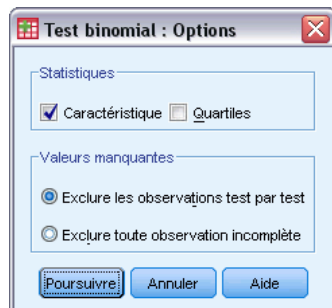 Test binomial : Options
Statistiques
Caractéristique Quartiles
Valeurs manquantes
Exclure les observations test par test
Exclure toute observation incomplète
Poursuivre Annuler Aide